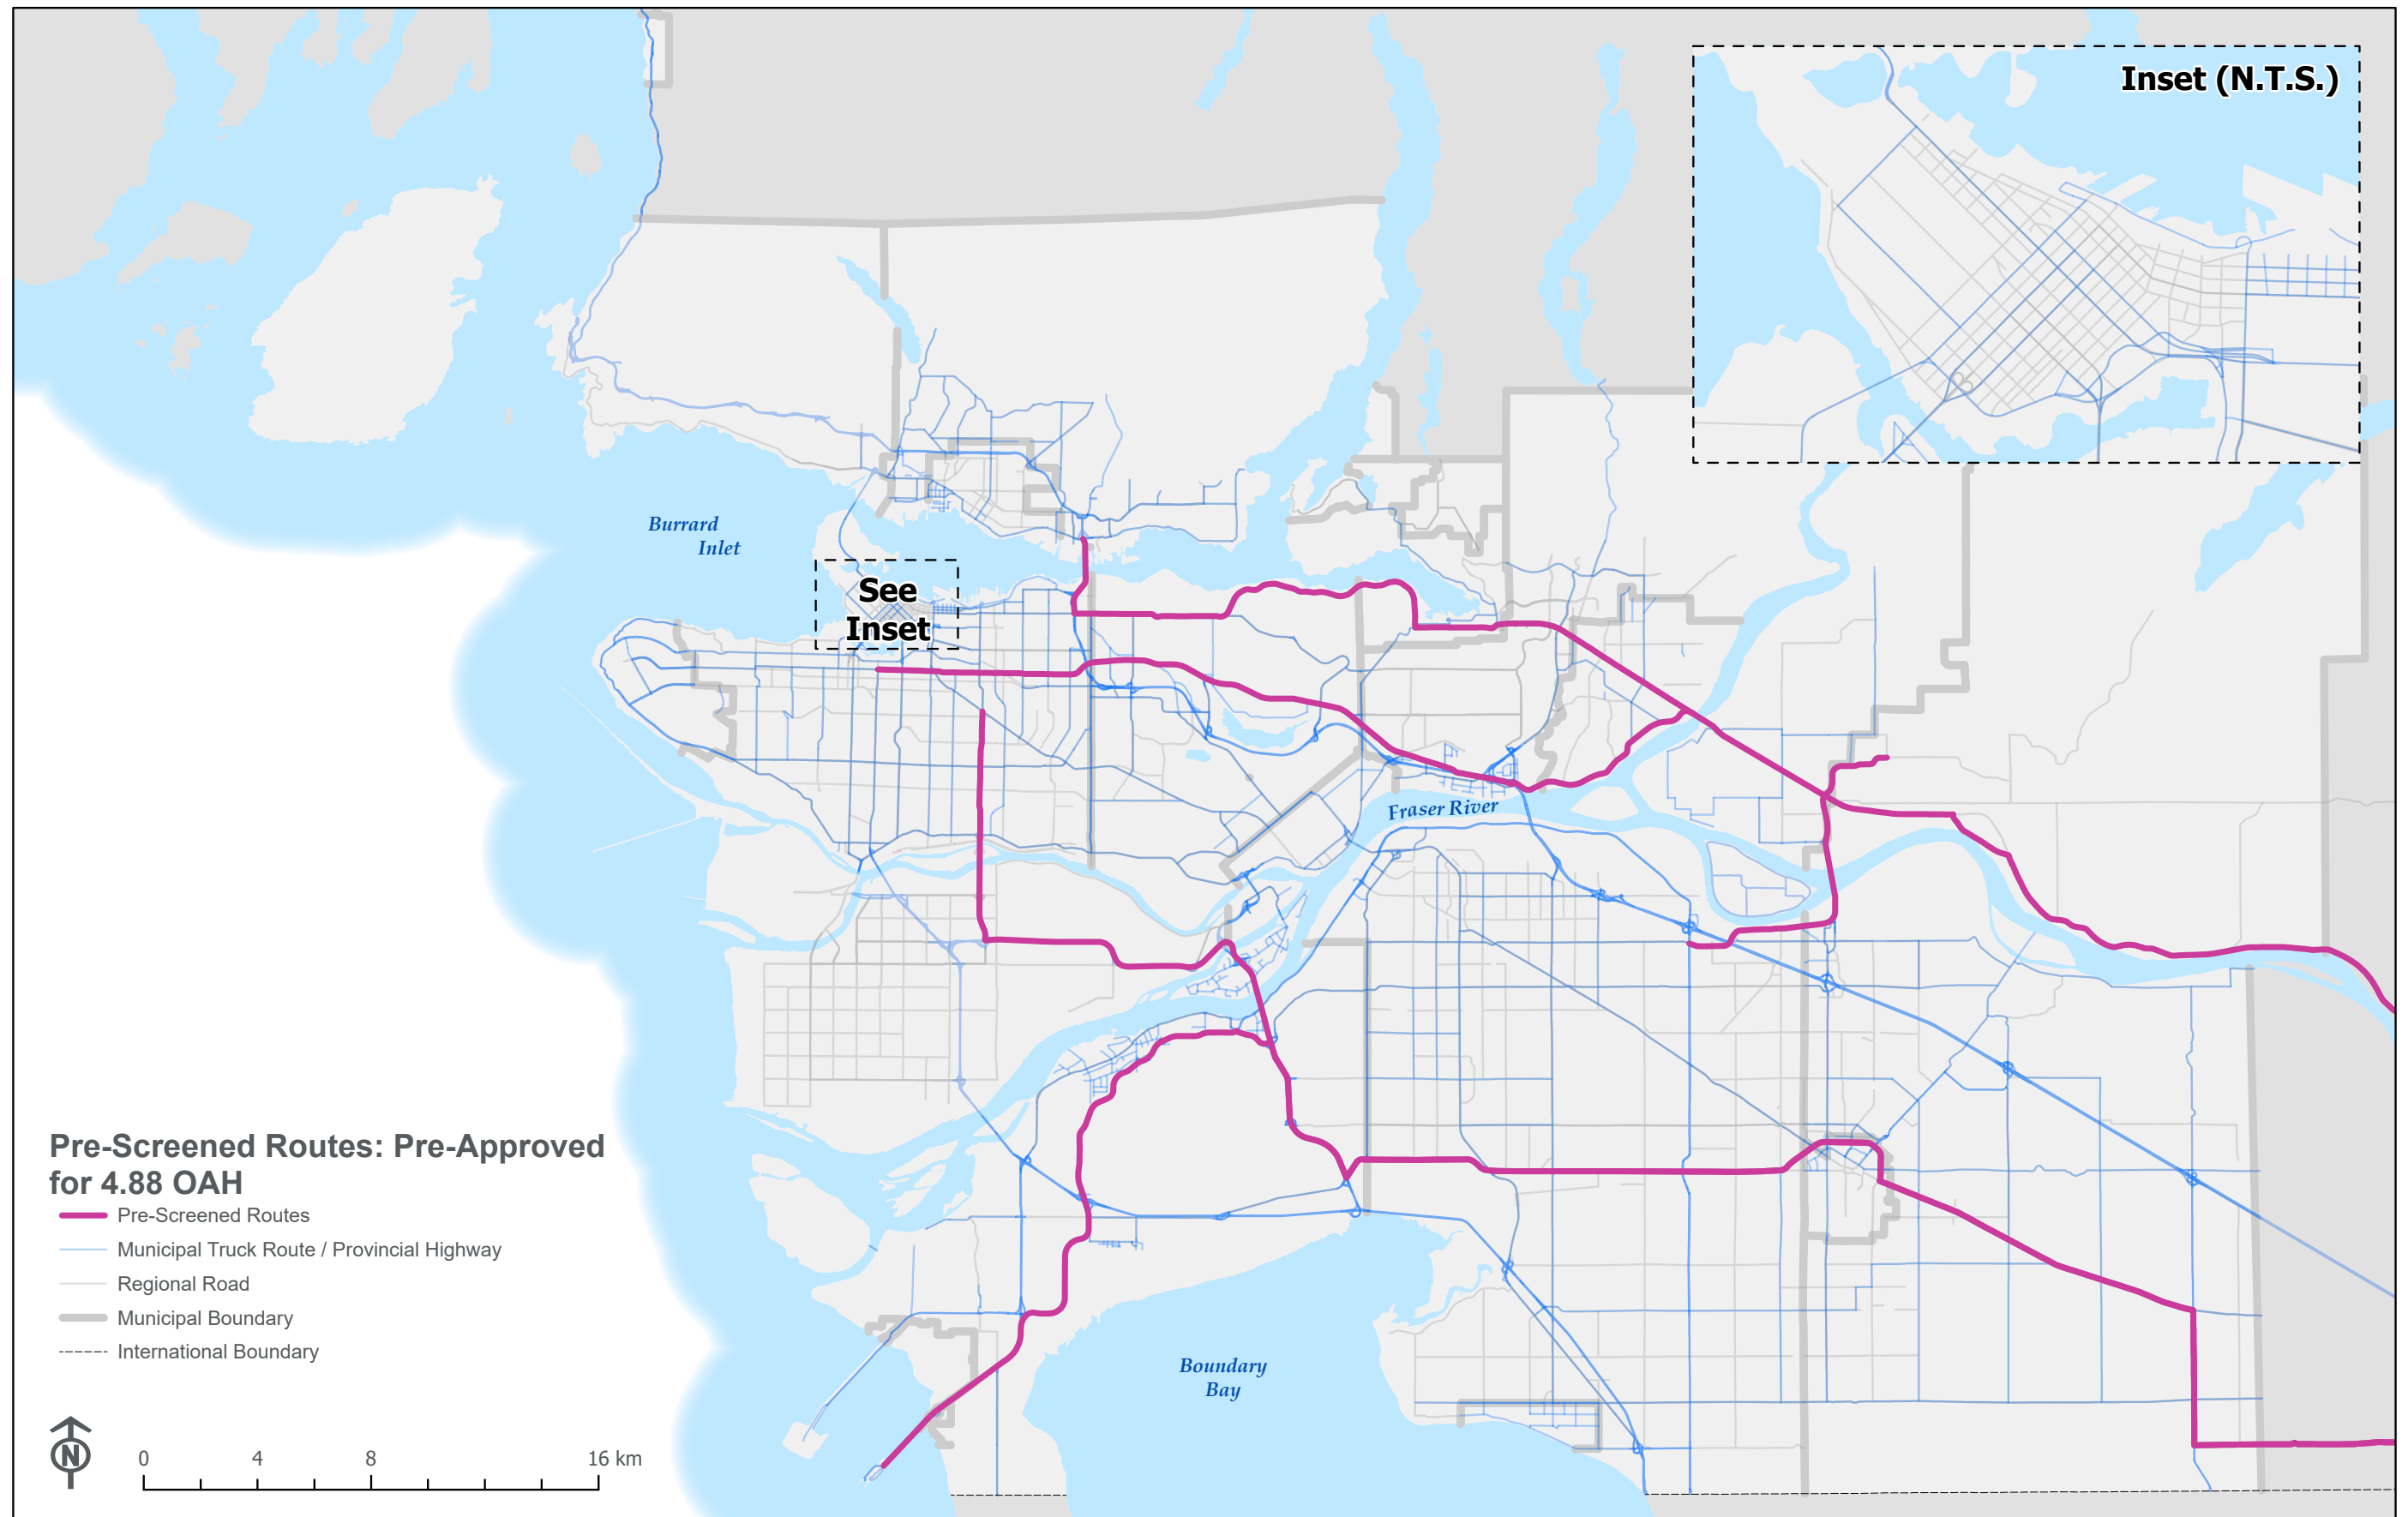 Inset (N.T.S.)
Burrard
Inlet
See
Inset
Fraser River
Pre-Screened Routes: Pre-Approved
for 4.88 OAH
Pre-Screened Routes
Municipal Truck Route / Provincial Highway
Regional Road
Municipal Boundary
International Boundary
Boundary
Bay
N
0 4 8 16 km